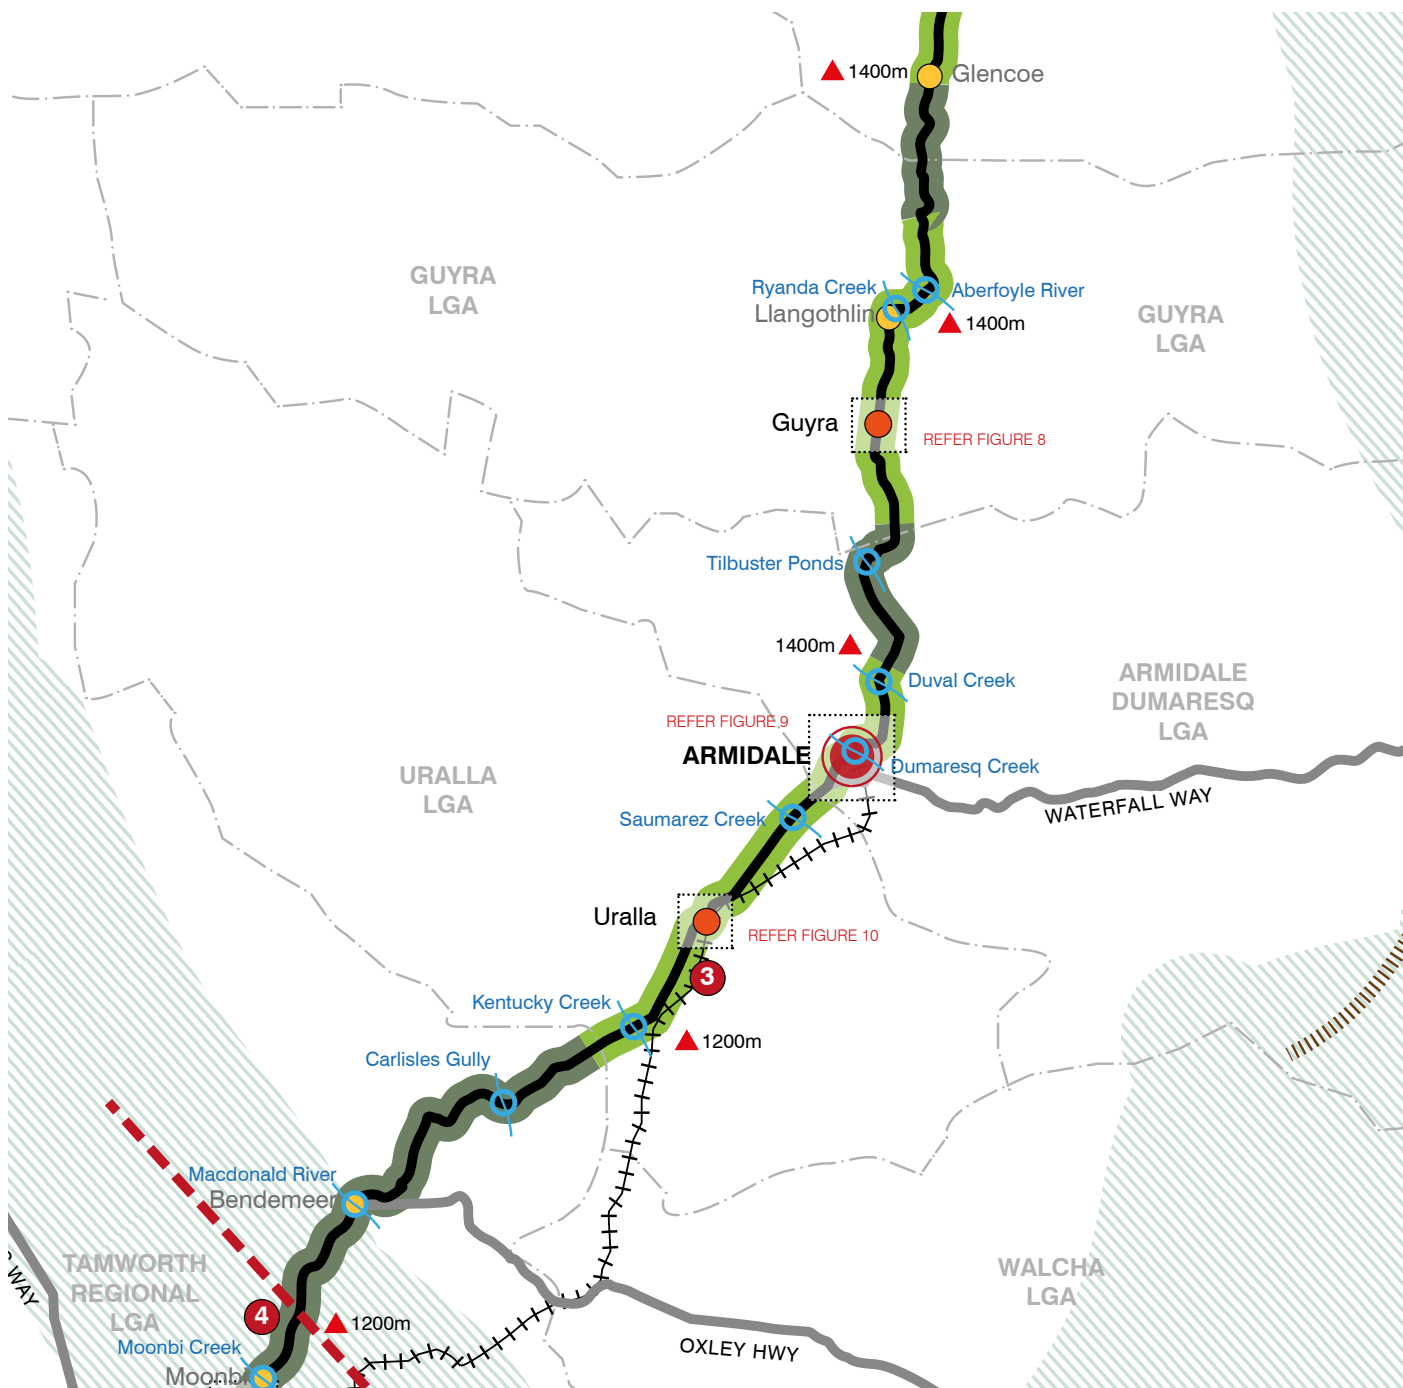 1400m
Glencoe
GUYRA
LGA
Ryanda Creek
Aberfoyle River
Llangothlin
1400m
GUYRA
LGA
Guyra
REFER FIGURE 8
Tilbuster Ponds
1400m
Duval Creek
ARMIDALE
DUMARESQ
LGA
REFER FIGURE 9
ARMIDALE
Dumaresq Creek
URALLA
LGA
WATERFALL WAY
Saumarez Creek
Uralla
REFER FIGURE 10
3
Kentucky Creek
1200m
Carlisles Gully
Macdonald River
Bendemeer
TAMWORTH
REGIONAL
LGA
WAY
WALCHA
LGA
4
1200m
Moonbi Creek
OXLEY HWY
Moonbi